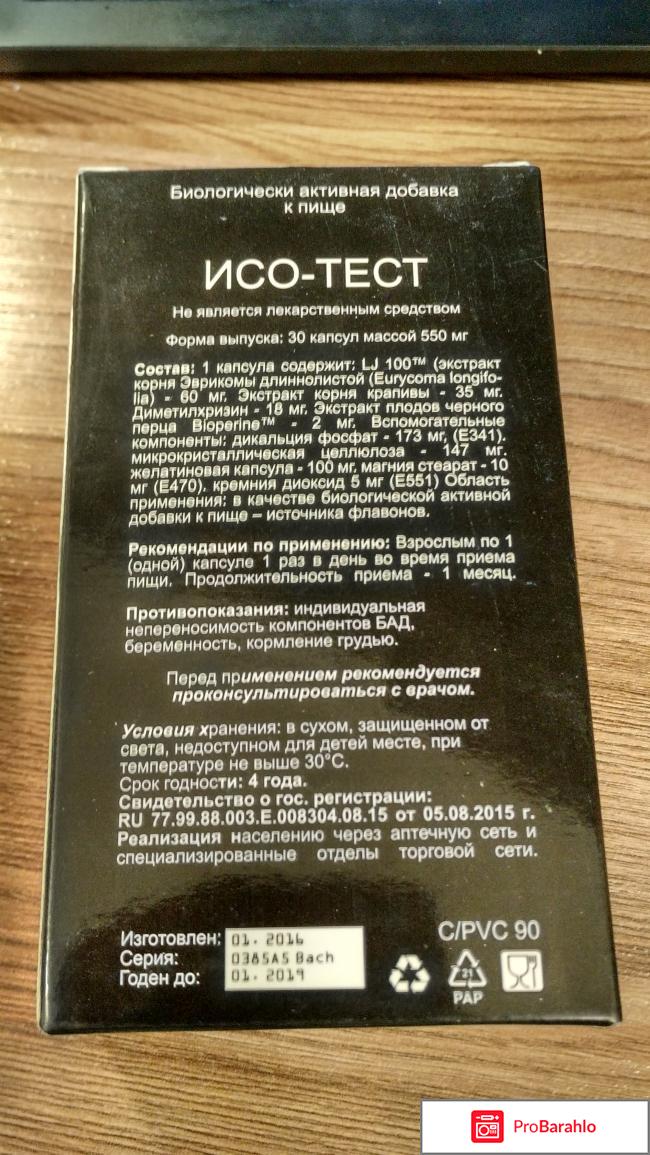 Биологически активная добавка
к пище
ИСО-ТЕСТ
Не является лекарственным средством
Форма выпуска: 30 капсул массой 550 мг
Состав: 1 капсула содержит: LJ 100™ (экстракт
корня Эврикомы длиннолистой (Eurycoma longifo-
lia) - 60 мг. Экстракт корня крапивы - 35 мг.
Диметилхризин - 18 мг. Экстракт плодов черного
перца Bioperine™ - 2 мг. Вспомогательные
компоненты: дикальция фосфат - 173 мг, (E341).
микрокристаллическая целлюлоза - 147 мг.
желатиновая капсула - 100 мг. магния стеарат - 10
мг (E470). кремния диоксид 5 мг (E551) Область
применения: в качестве биологической активной
добавки к пище – источника флавонов.
Рекомендации по применению: Взрослым по 1
(одной) капсуле 1 раз в день во время приема
пищи. Продолжительность приема - 1 месяц.
Противопоказания: индивидуальная
непереносимость компонентов БАД,
беременность, кормление грудью.
Перед применением рекомендуется
проконсультироваться с врачом.
Условия хранения: в сухом, защищенном от
света, недоступном для детей месте, при
температуре не выше 30°С.
Срок годности: 4 года.
Свидетельство о гос. регистрации:
RU 77.99.88.003.E.008304.08.15 от 05.08.2015 г.
Реализация населению через аптечную сеть и
специализированные отделы торговой сети.
C/PVC 90
Изготовлен: 01. 2016
Серия: 0385A5 Bach
Годен до: 01. 2019
21
PAP
ProBarahlo